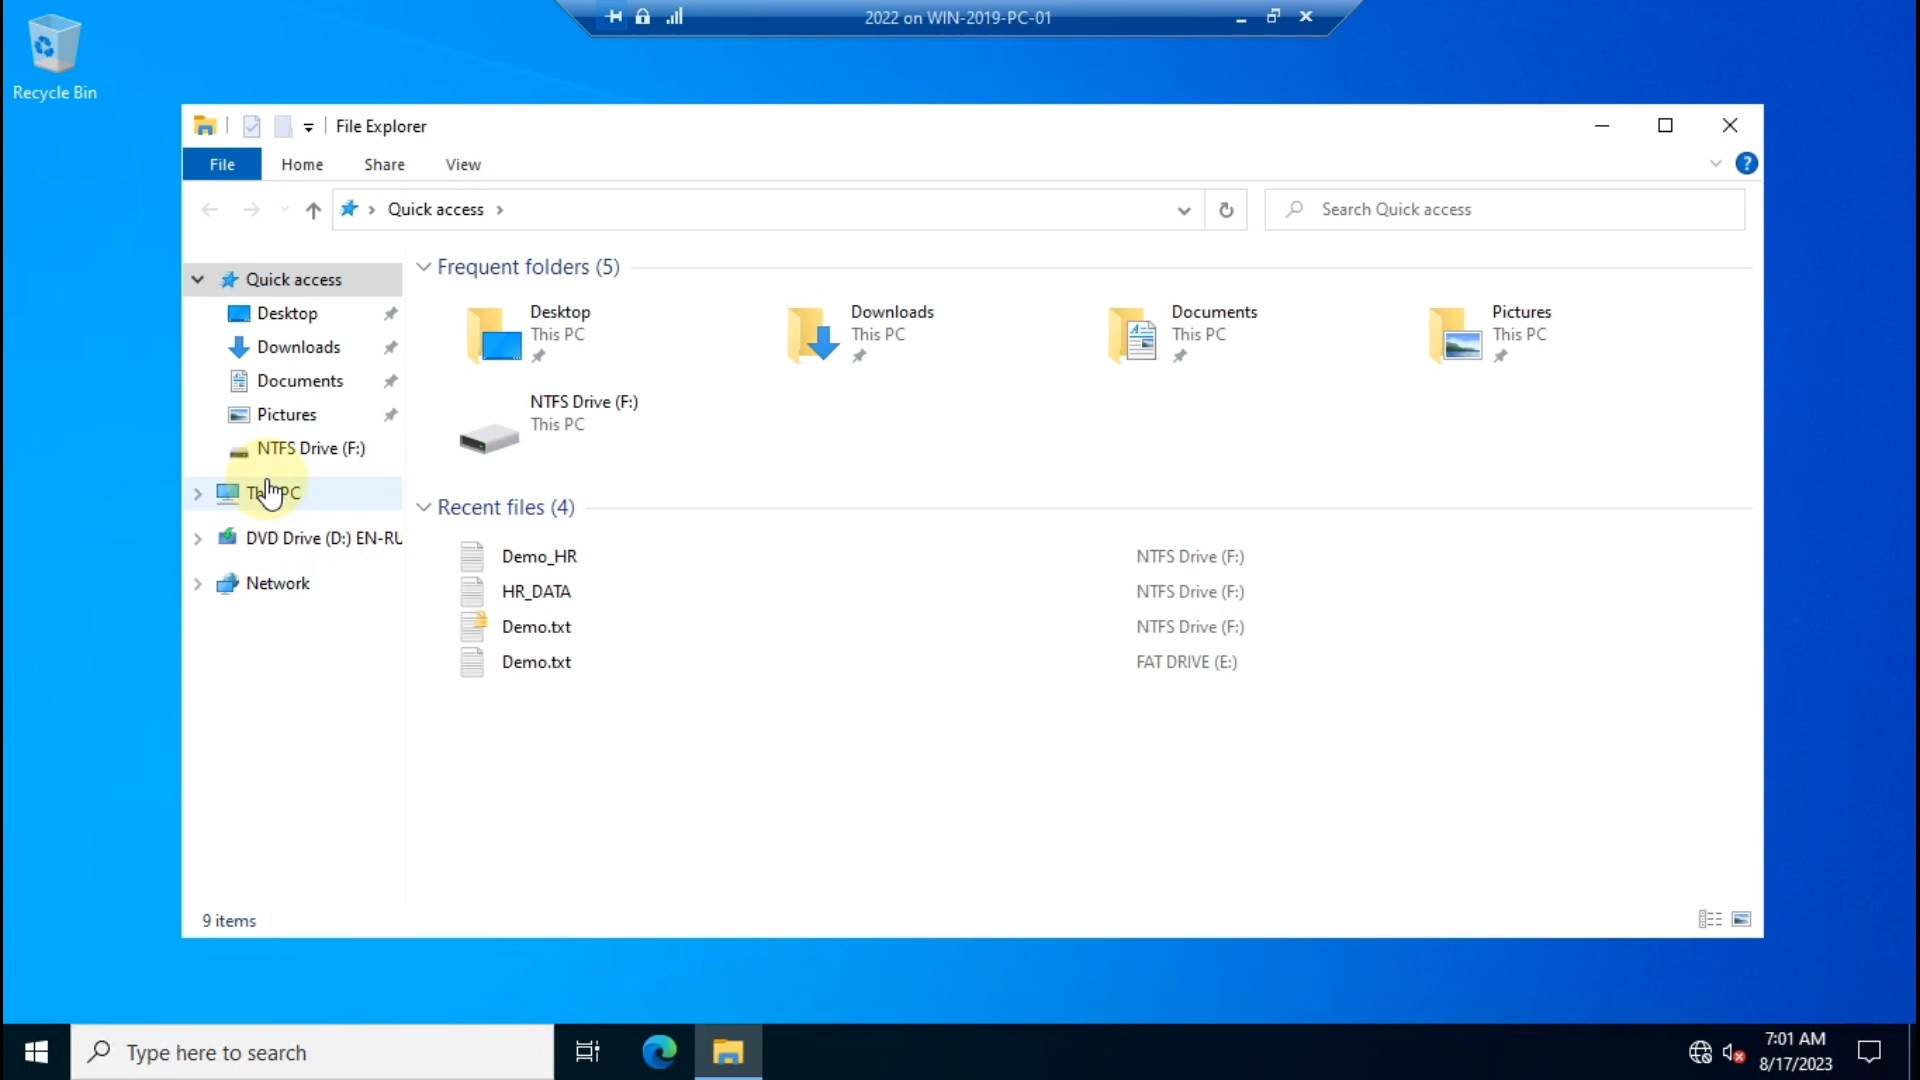 2022 on WIN-2019-PC-01
Recycle Bin
File Explorer
File Home Share View
Quick access
Search Quick access
Quick access
Desktop
Downloads
Documents
Pictures
NTFS Drive (F:)
This PC
DVD Drive (D:) EN-RU
Network
Frequent folders (5)
Desktop
This PC
Downloads
This PC
Documents
This PC
Pictures
This PC
NTFS Drive (F:)
This PC
Recent files (4)
Demo_HR NTFS Drive (F:)
HR_DATA NTFS Drive (F:)
Demo.txt NTFS Drive (F:)
Demo.txt FAT DRIVE (E:)
9 items
Type here to search
7:01 AM
8/17/2023